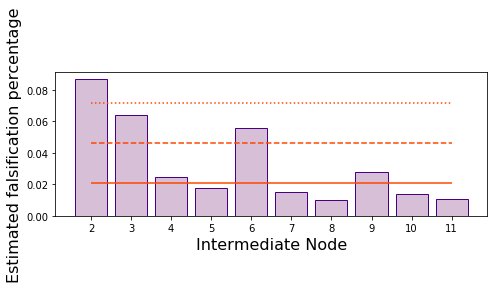 Estimated falsification percentage
0.08
0.06
0.04
0.02
0.00
2 3 4 5 6 7 8 9 10 11
Intermediate Node